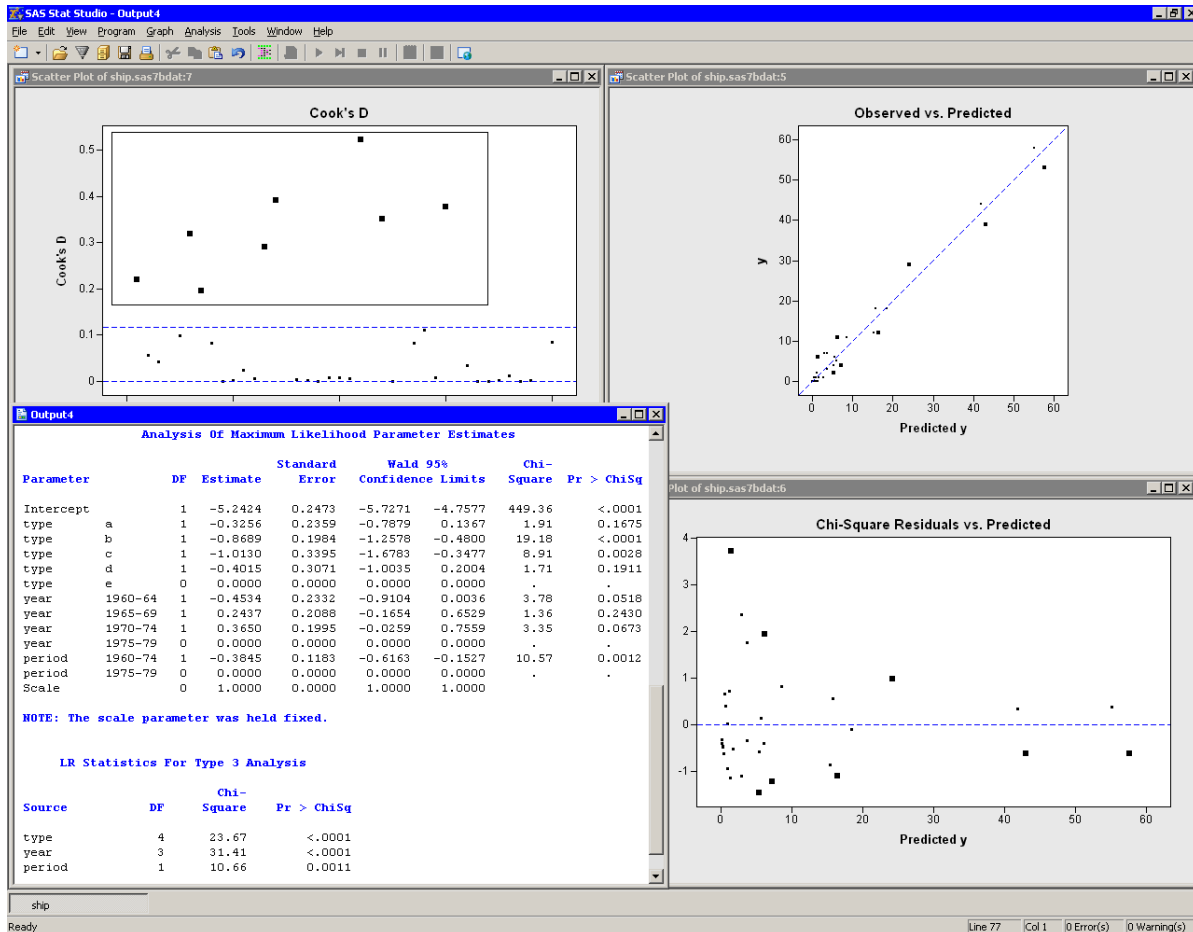 SAS Stat Studio - Output4
File Edit View Program Graph Analysis Tools Window Help
Scatter Plot of ship.sas7bdat:7
Cook's D
Cook's D
0.5
0.4
0.3
0.2
0.1
0
Scatter Plot of ship.sas7bdat:5
Observed vs. Predicted
y
60
50
40
30
20
10
0
0 10 20 30 40 50 60
Predicted y
Output4
Analysis Of Maximum Likelihood Parameter Estimates
Standard Wald 95% Chi-
Parameter DF Estimate Error Confidence Limits Square Pr > ChiSq
Intercept 1 -5.2424 0.2473 -5.7271 -4.7577 449.36 <.0001
type a 1 -0.3256 0.2359 -0.7879 0.1367 1.91 0.1675
type b 1 -0.8689 0.1984 -1.2578 -0.4800 19.18 <.0001
type c 1 -1.0130 0.3395 -1.6783 -0.3477 8.91 0.0028
type d 1 -0.4015 0.3071 -1.0035 0.2004 1.71 0.1911
type e 0 0.0000 0.0000 0.0000 0.0000 . .
year 1960-64 1 -0.4534 0.2332 -0.9104 0.0036 3.78 0.0518
year 1965-69 1 0.2437 0.2088 -0.1654 0.6529 1.36 0.2430
year 1970-74 1 0.3650 0.1995 -0.0259 0.7559 3.35 0.0673
year 1975-79 0 0.0000 0.0000 0.0000 0.0000 . .
period 1960-74 1 -0.3845 0.1183 -0.6163 -0.1527 10.57 0.0012
period 1975-79 0 0.0000 0.0000 0.0000 0.0000 . .
Scale 0 1.0000 0.0000 1.0000 1.0000
NOTE: The scale parameter was held fixed.
LR Statistics For Type 3 Analysis
Chi-
Source DF Square Pr > ChiSq
type 4 23.67 <.0001
year 3 31.41 <.0001
period 1 10.66 0.0011
Plot of ship.sas7bdat:6
Chi-Square Residuals vs. Predicted
4
3
2
1
0
-1
0 10 20 30 40 50 60
Predicted y
ship
Ready
Line 77 Col 1 0 Error(s) 0 Warning(s)